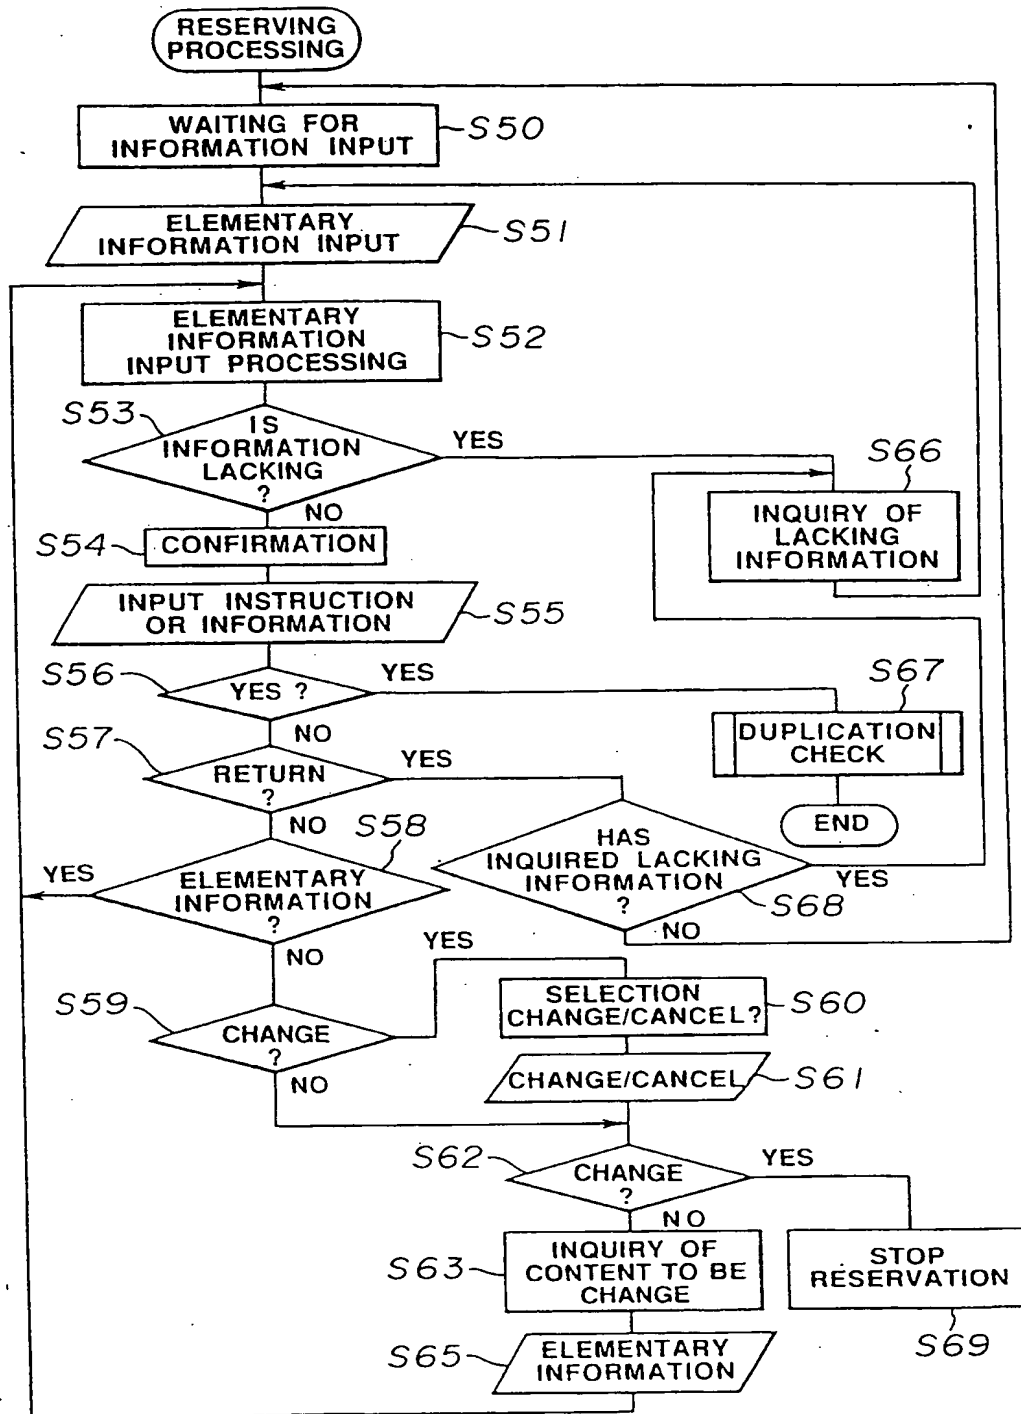 RESERVING
PROCESSING
WAITING FOR
INFORMATION INPUT
S50
ELEMENTARY
INFORMATION INPUT
S51
ELEMENTARY
INFORMATION
INPUT PROCESSING
S52
S53
IS
INFORMATION
LACKING
?
YES
NO
S66
INQUIRY OF
LACKING
INFORMATION
S54
CONFIRMATION
INPUT INSTRUCTION
OR INFORMATION
S55
S56
YES ?
YES
NO
S67
DUPLICATION
CHECK
END
S57
RETURN
?
YES
NO
S58
ELEMENTARY
INFORMATION
?
YES
NO
HAS
INQUIRED LACKING
INFORMATION
?
YES
S68
NO
S59
CHANGE
?
YES
NO
SELECTION
CHANGE/CANCEL?
S60
CHANGE/CANCEL
S61
S62
CHANGE
?
YES
NO
S63
INQUIRY OF
CONTENT TO BE
CHANGE
STOP
RESERVATION
S69
S65
ELEMENTARY
INFORMATION